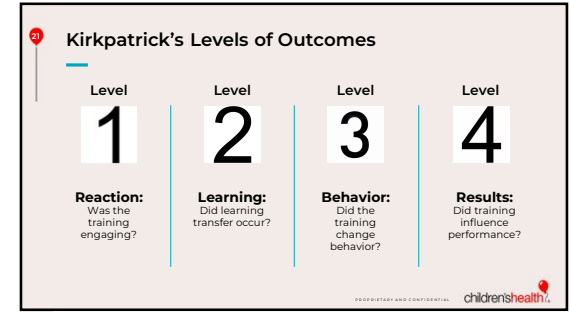 21
Kirkpatrick's Levels of Outcomes
Level
1
Reaction:
Was the
training
engaging?
Level
2
Learning:
Did learning
transfer occur?
Level
3
Behavior:
Did the
training
change
behavior?
Level
4
Results:
Did training
influence
performance?
PROPRIETARY AND CONFIDENTIAL
children'shealth